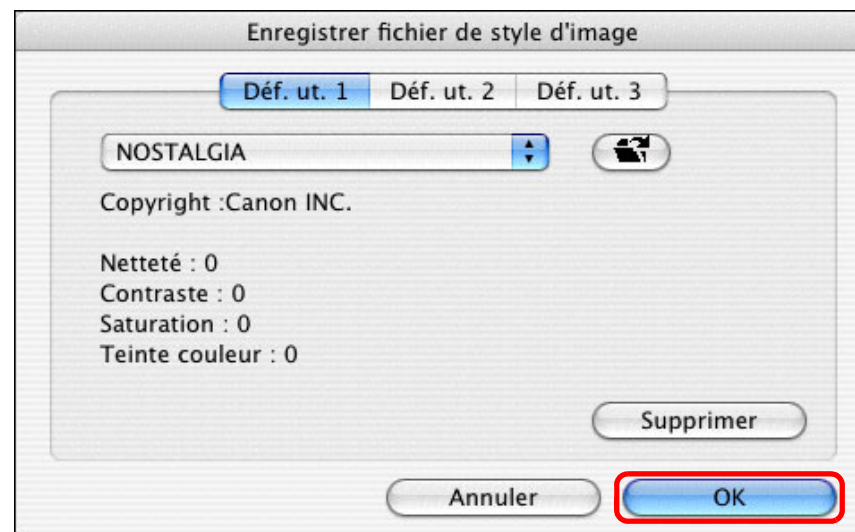 Enregistrer fichier de style d'image
Déf. ut. 1 Déf. ut. 2 Déf. ut. 3
NOSTALGIA
Copyright :Canon INC.
Netteté : 0
Contraste : 0
Saturation : 0
Teinte couleur : 0
Supprimer
Annuler OK